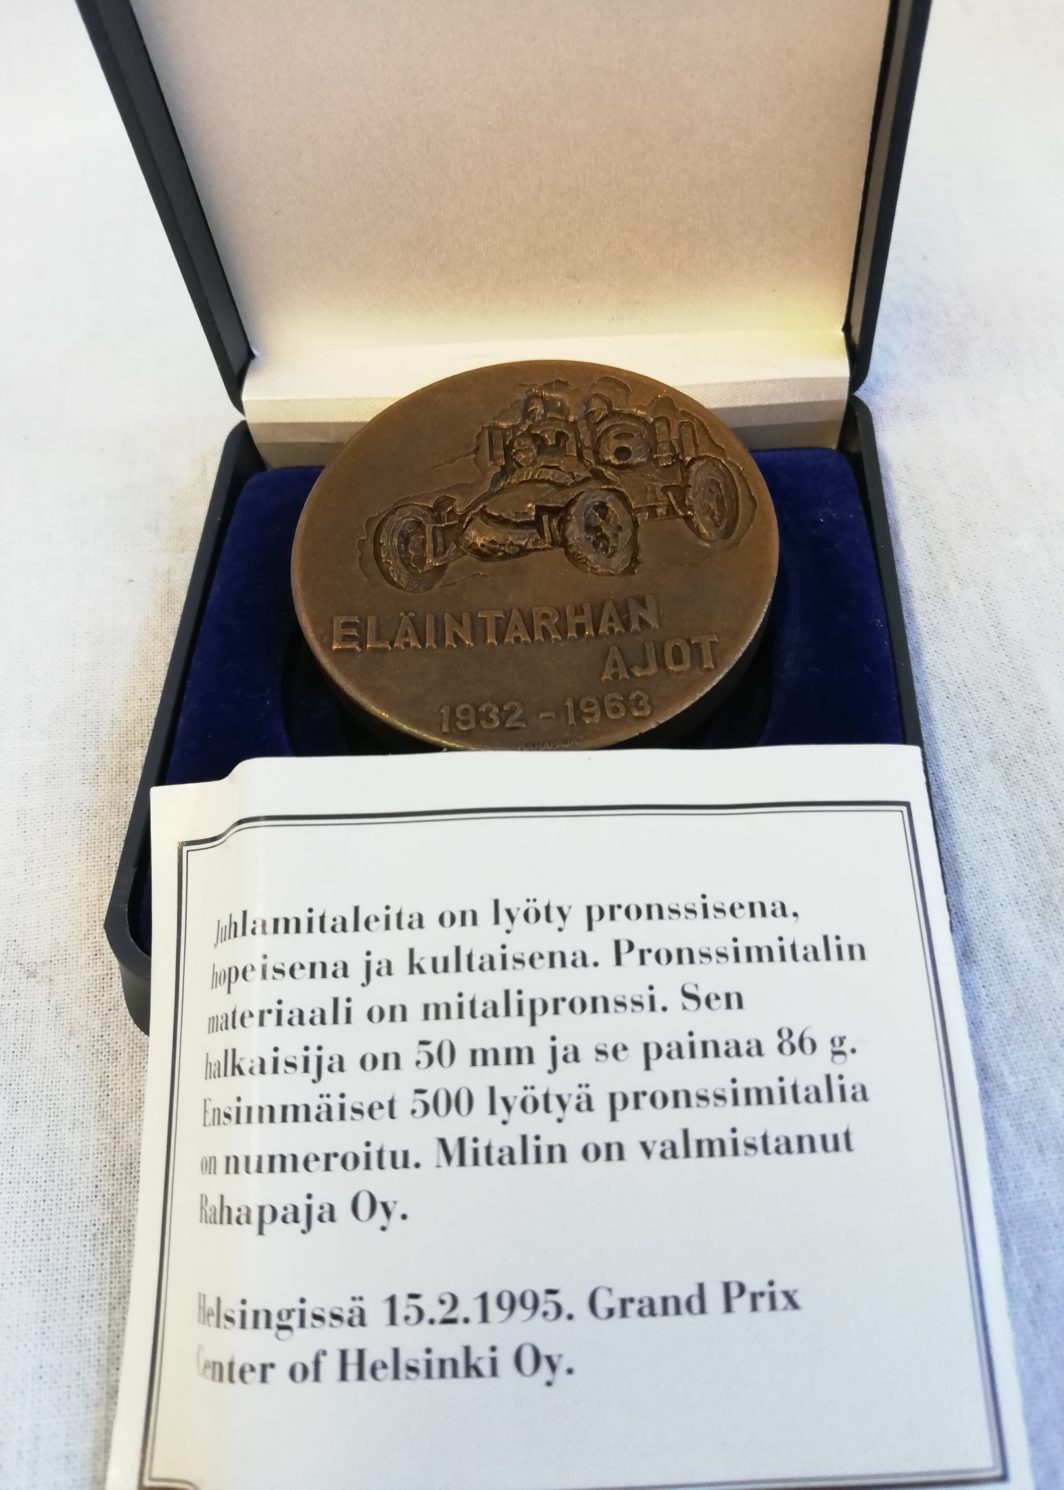 6
ELÄINTARHAN
AJOT
1932 - 1963
Juhlamitaleita on lyöty pronssisena,
hopeisena ja kultaisena. Pronssimitalin
materiaali on mitalipronssi. Sen
halkaisija on 50 mm ja se painaa 86 g.
Ensimmäiset 500 lyötyä pronssimitalia
on numeroitu. Mitalin on valmistanut
Rahapaja Oy.
Helsingissä 15.2.1995. Grand Prix
Center of Helsinki Oy.